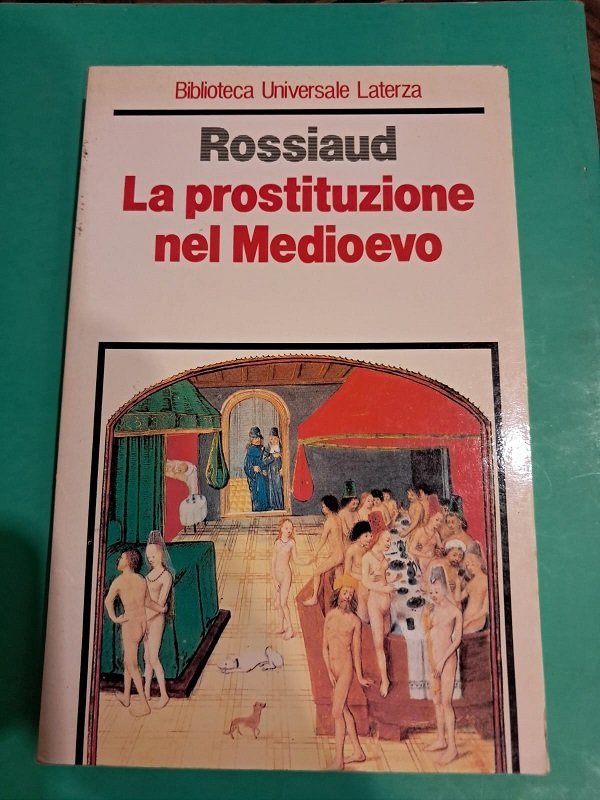 Biblioteca Universale Laterza
Rossiaud
La prostituzione
nel Medioevo